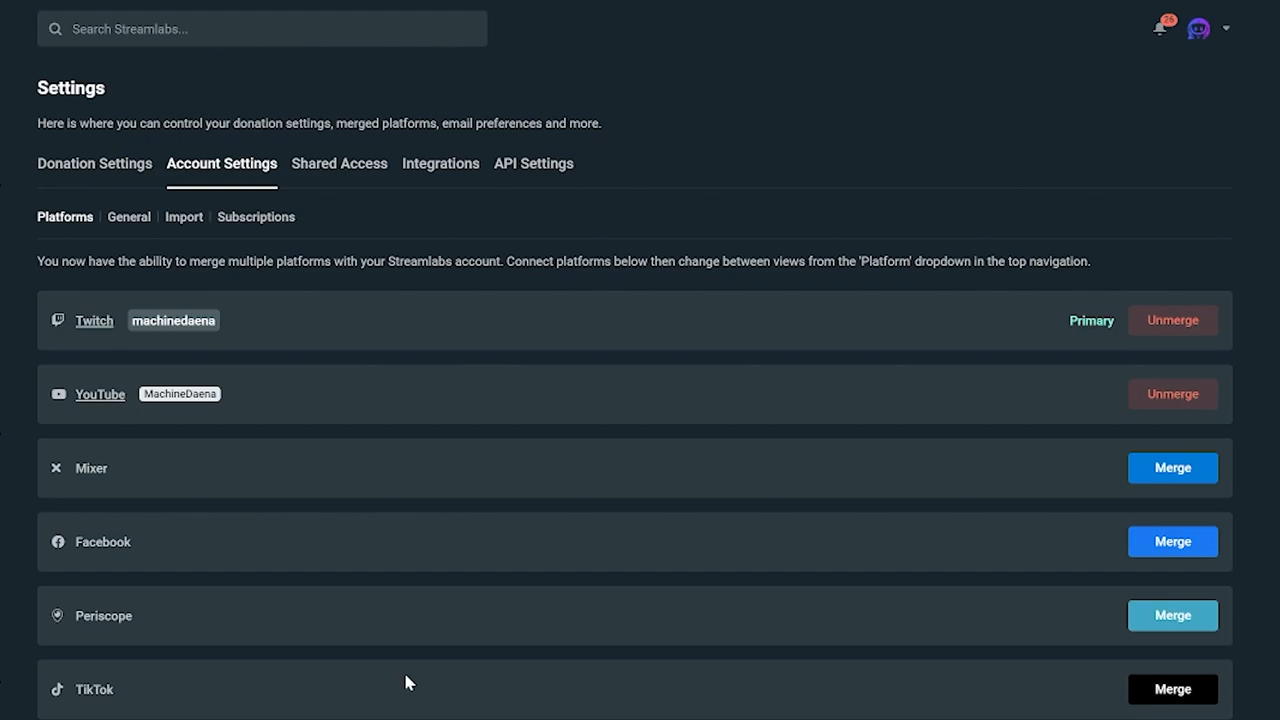 Search Streamlabs...
26
Settings
Here is where you can control your donation settings, merged platforms, email preferences and more.
Donation Settings Account Settings Shared Access Integrations API Settings
Platforms General Import Subscriptions
You now have the ability to merge multiple platforms with your Streamlabs account. Connect platforms below then change between views from the 'Platform' dropdown in the top navigation.
Twitch machinedaena Primary Unmerge
YouTube MachineDaena Unmerge
Mixer Merge
Facebook Merge
Periscope Merge
TikTok Merge